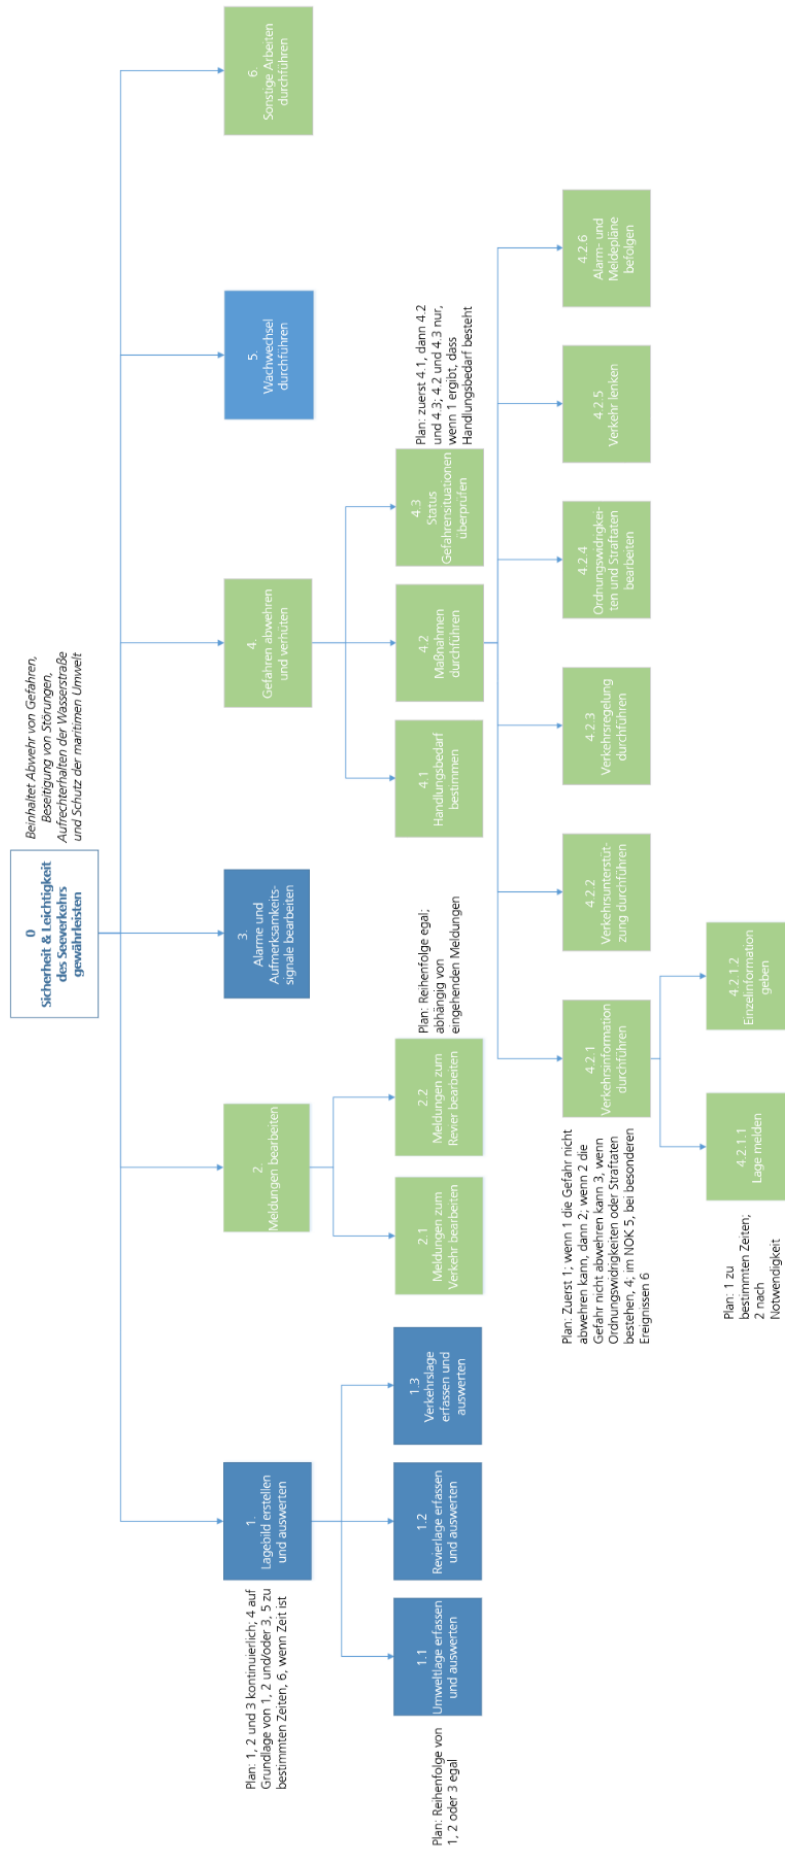 0
Sicherheit & Leichtigkeit
des Seeverkehrs
gewährleisten
Beinhaltet Abwehr von Gefahren,
Beseitigung von Störungen,
Aufrechterhalten der Wasserstraße
und Schutz der maritimen Umwelt
Plan: 1, 2 und 3 kontinuierlich; 4 auf
Grundlage von 1, 2 und/oder 3, 5 zu
bestimmten Zeiten, 6, wenn Zeit ist
1.
Lagebild erstellen
und auswerten
2.
Meldungen bearbeiten
3.
Alarme und
Aufmerksamkeits-
signale bearbeiten
4.
Gefahren abwehren
und verhüten
5.
Wachwechsel
durchführen
6.
Sonstige Arbeiten
durchführen
Plan: Reihenfolge von
1, 2 oder 3 egal
1.1
Umweltlage erfassen
und auswerten
1.2
Revierlage erfassen
und auswerten
1.3
Verkehrslage
erfassen und
auswerten
2.1
Meldungen zum
Verkehr bearbeiten
2.2
Meldungen zum
Revier bearbeiten
Plan: Reihenfolge egal;
abhängig von
eingehenden Meldungen
4.1
Handlungsbedarf
bestimmen
4.2
Maßnahmen
durchführen
4.3
Status
Gefahrensituationen
überprüfen
Plan: zuerst 4.1, dann 4.2
und 4.3; 4.2 und 4.3 nur,
wenn 1 ergibt, dass
Handlungsbedarf besteht
Plan: Zuerst 1; wenn 1 die Gefahr nicht
abwehren kann, dann 2; wenn 2 die
Gefahr nicht abwehren kann 3, wenn
Ordnungswidrigkeiten oder Straftaten
bestehen, 4; im NOK 5, bei besonderen
Ereignissen 6
4.2.1
Verkehrsinformation
durchführen
4.2.2
Verkehrsunterstüt-
zung durchführen
4.2.3
Verkehrsregelung
durchführen
4.2.4
Ordnungswidrigkei-
ten und Straftaten
bearbeiten
4.2.5
Verkehr lenken
4.2.6
Alarm- und
Meldepläne
befolgen
Plan: 1 zu
bestimmten Zeiten;
2 nach
Notwendigkeit
4.2.1.1
Lage melden
4.2.1.2
Einzelinformation
geben